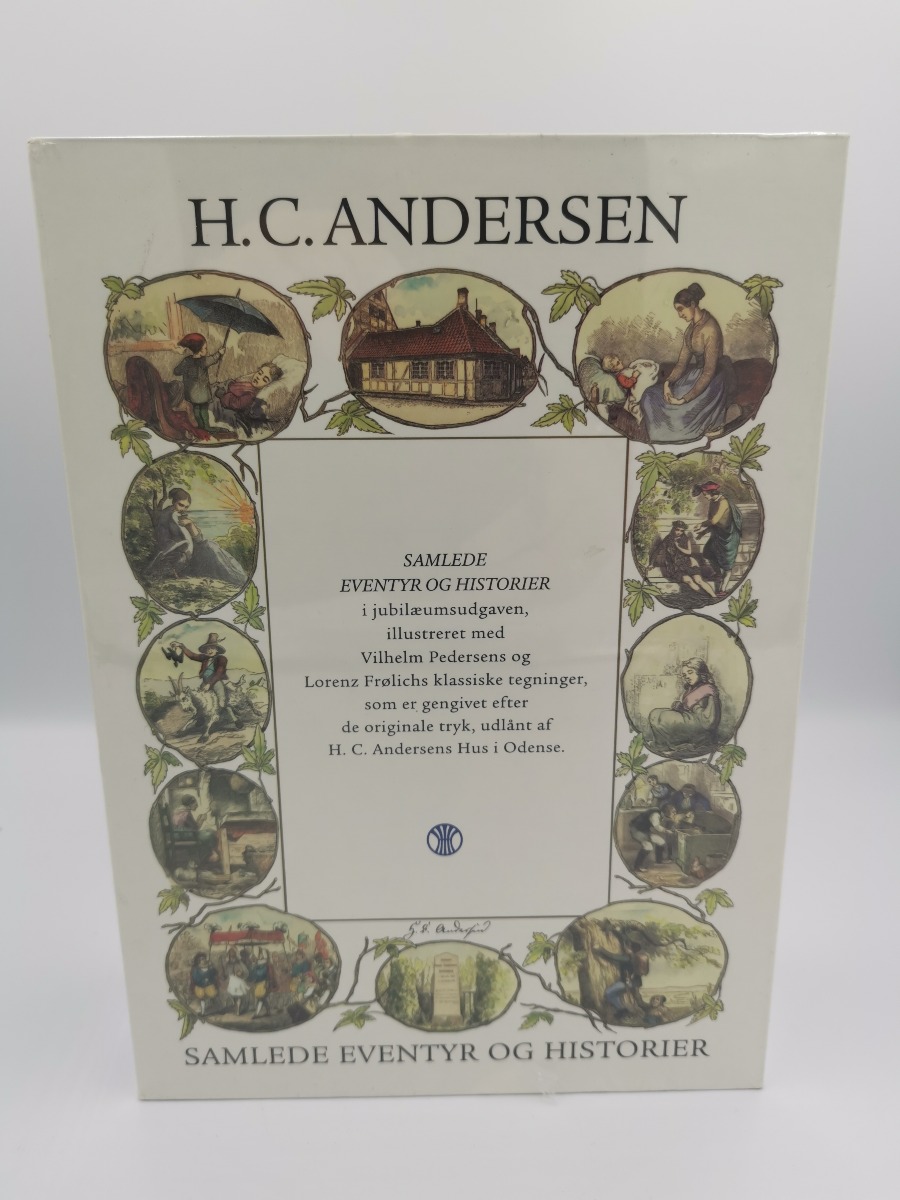 H. C. ANDERSEN
SAMLEDE
EVENTYR OG HISTORIER
i jubilæumsudgaven,
illustreret med
Vilhelm Pedersens og
Lorenz Frølichs klassiske tegninger,
som er gengivet efter
de originale tryk, udlånt af
H. C. Andersens Hus i Odense.
H. C. Andersen
SAMLEDE EVENTYR OG HISTORIER